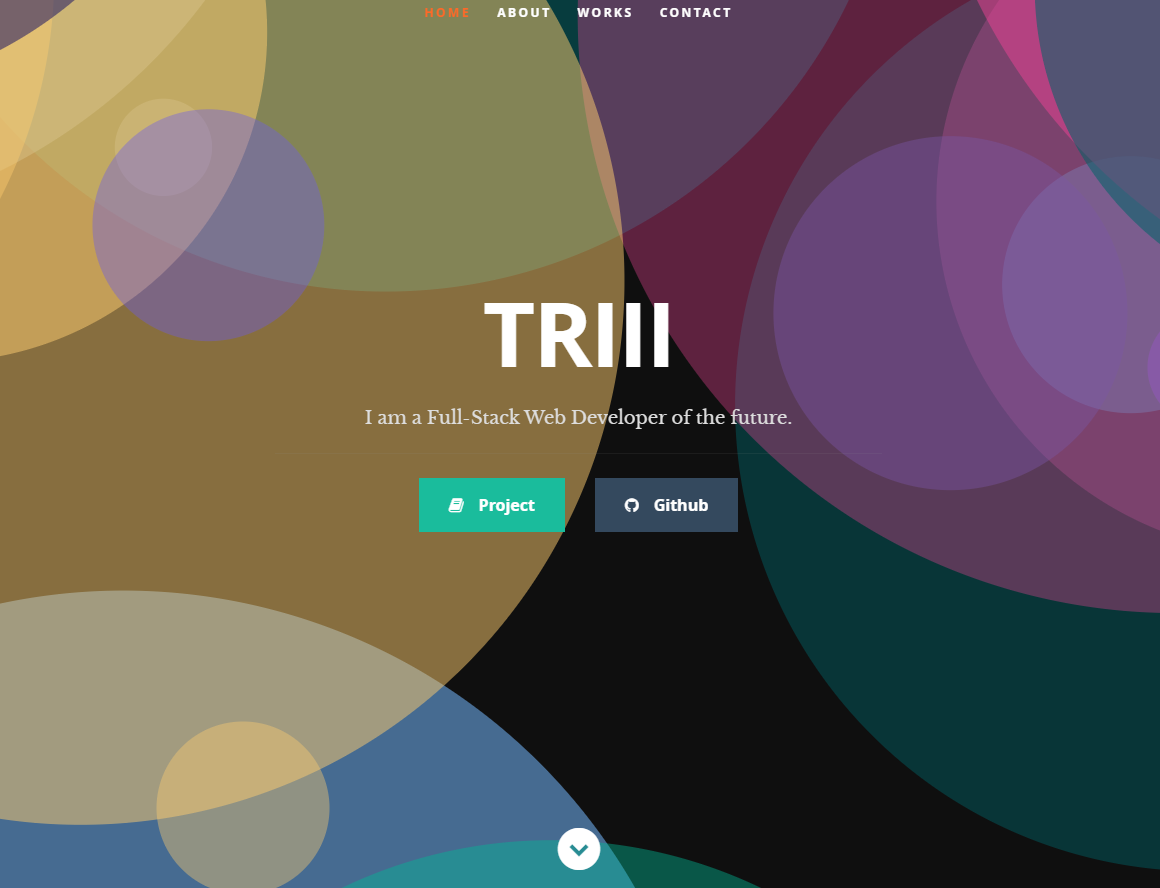 HOME ABOUT WORKS CONTACT
TRIII
I am a Full-Stack Web Developer of the future.
Project Github